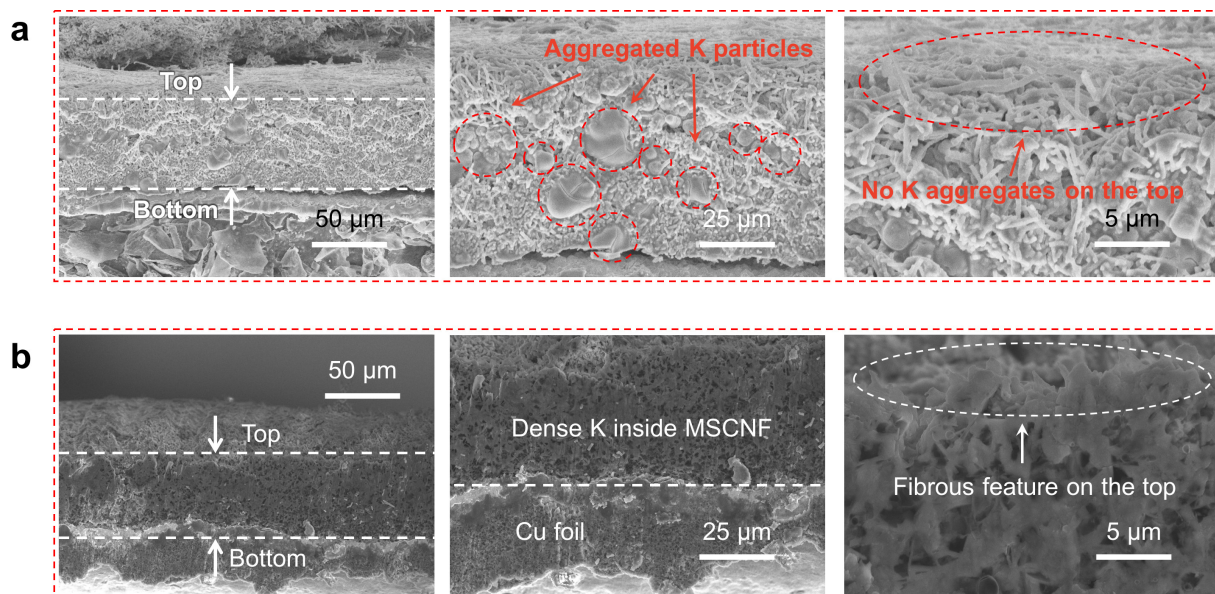 a
Top
Bottom
50 μm
Aggregated K particles
25 μm
No K aggregates on the top
5 μm
b
50 μm
Top
Bottom
Dense K inside MSCNF
Cu foil
25 μm
Fibrous feature on the top
5 μm